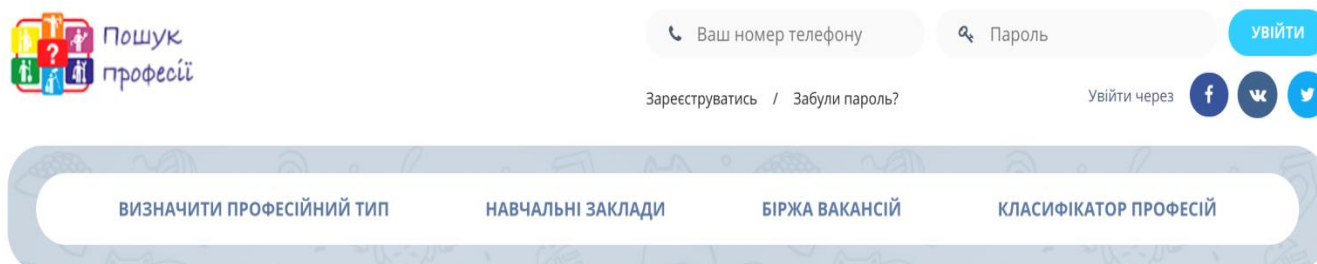 Пошук
професії
?
Ваш номер телефону
Пароль
УВІЙТИ
Зареєструватись / Забули пароль?
Увійти через
ВИЗНАЧИТИ ПРОФЕСІЙНИЙ ТИП
НАВЧАЛЬНІ ЗАКЛАДИ
БІРЖА ВАКАНСІЙ
КЛАСИФІКАТОР ПРОФЕСІЙ